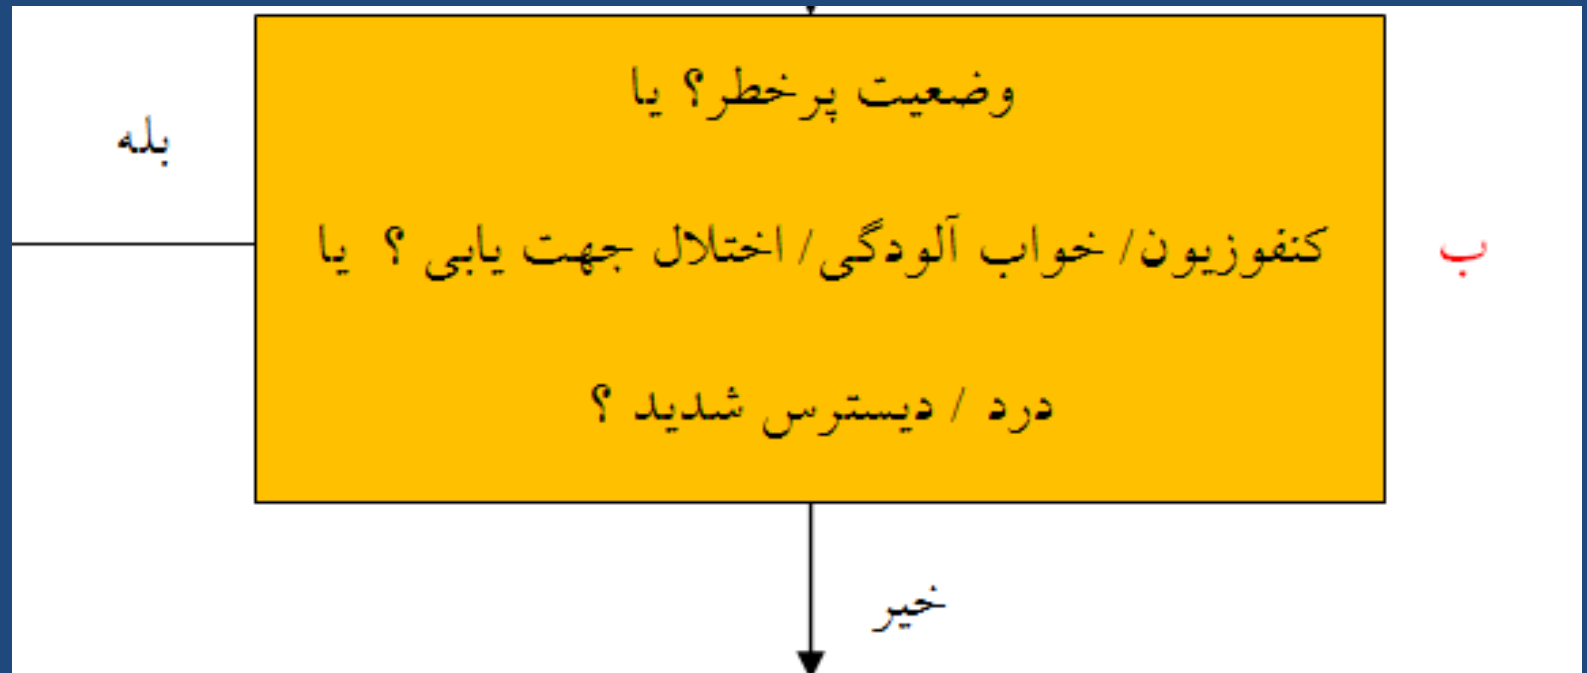 وضعیت پرخطر؟ یا
بله
کنفوزیون/ خواب آلودگی/ اختلال جهت یابی ؟ یا
ب
درد / دیسترس شدید ؟
خیر